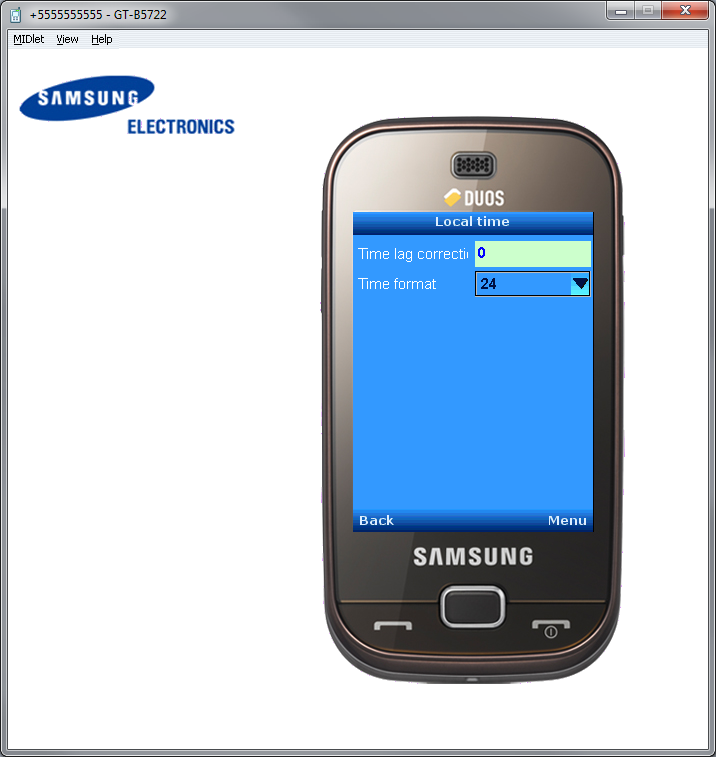 +5555555555 - GT-B5722
MIDlet View Help
SAMSUNG
ELECTRONICS
DUOS
Local time
Time lag correcti 0
Time format 24
Back Menu
SAMSUNG